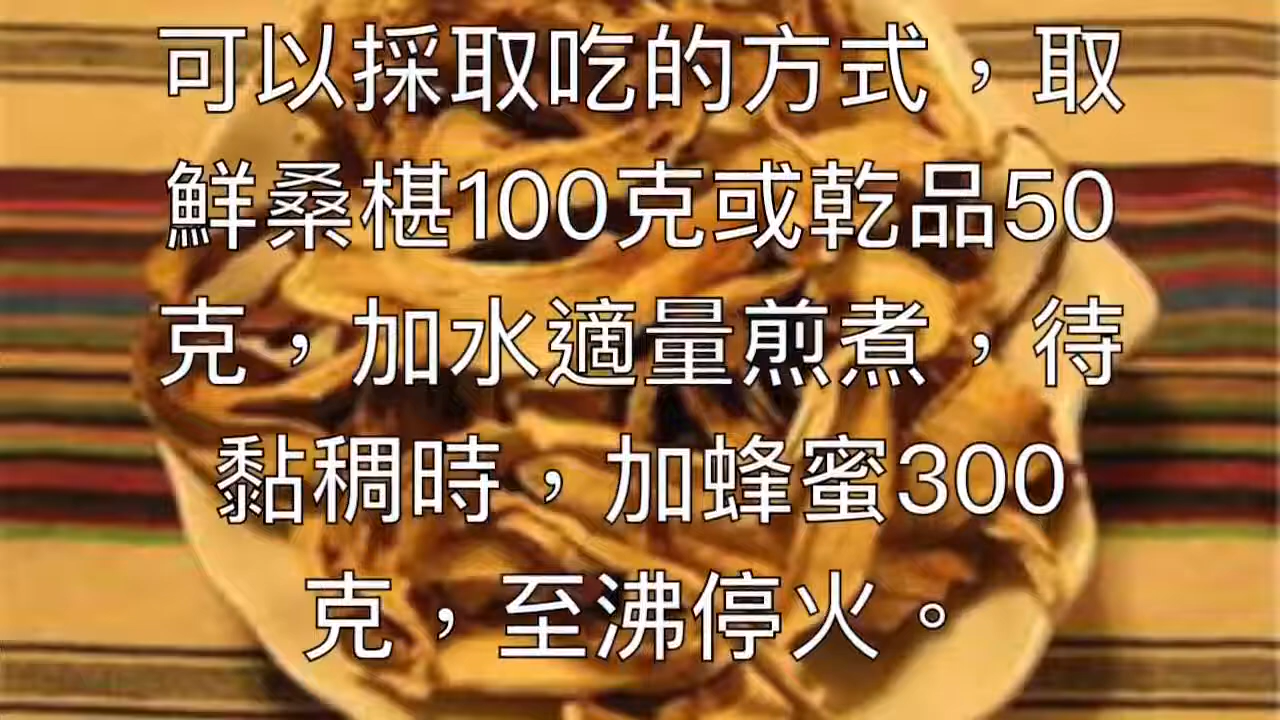 可以採取吃的方式，取
鮮桑椹100克或乾品50
克，加水適量煎煮，待
黏稠時，加蜂蜜300
克，至沸停火。